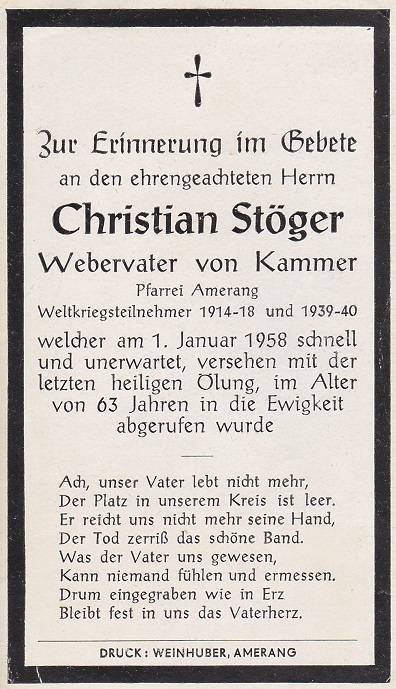 Zur Erinnerung im Gebete
an den ehrengeachteten Herrn
Christian Stöger
Webervater von Kammer
Pfarrei Amerang
Weltkriegsteilnehmer 1914-18 und 1939-40
welcher am 1. Januar 1958 schnell
und unerwartet, versehen mit der
letzten heiligen Ölung, im Alter
von 63 Jahren in die Ewigkeit
abgerufen wurde
Ach, unser Vater lebt nicht mehr,
Der Platz in unserem Kreis ist leer.
Er reicht uns nicht mehr seine Hand,
Der Tod zerriß das schöne Band.
Was der Vater uns gewesen,
Kann niemand fühlen und ermessen.
Drum eingegraben wie in Erz
Bleibt fest in uns das Vaterherz.
DRUCK: WEINHUBER, AMERANG